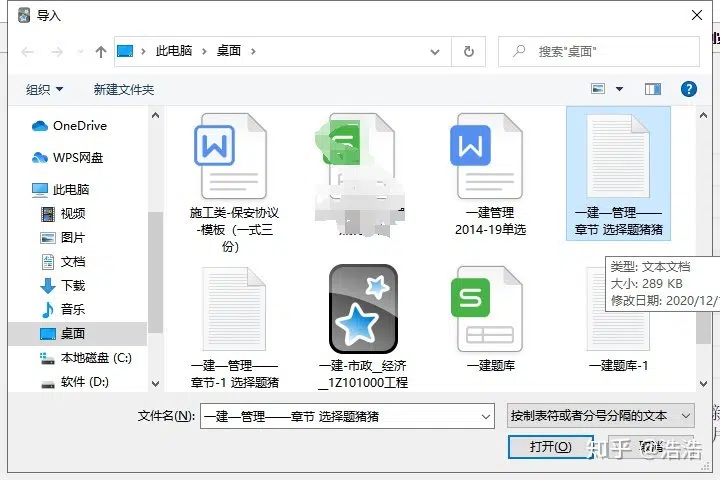 导入
此电脑
桌面
搜索"桌面"
组织
新建文件夹
OneDrive
WPS网盘
此电脑
视频
图片
文档
下载
音乐
桌面
本地磁盘 (C:)
软件 (D:)
施工类-保安协议
-模板（一式三
份）
一建管理
2014-19单选
一建—管理——
章节 选择题猪猪
类型: 文本文档
大小: 289 KB
修改日期: 2020/12/
一建—管理——
章节-1 选择题猪
一建-市政__经济
__1Z101000工程
一建题库
一建题库-1
文件名(N):
一建—管理——章节 选择题猪猪
按制表符或者分号分隔的文本
打开(O)
取消
知乎 @浩浩